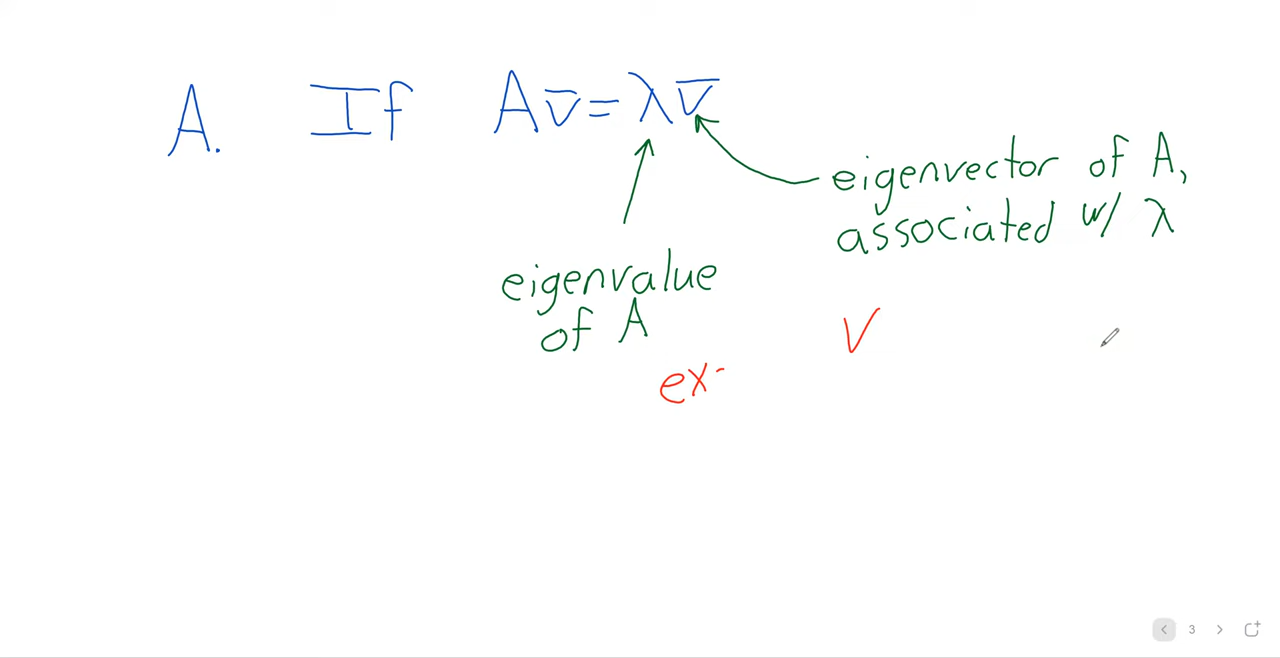 A. If Av̄ = λv̄
eigenvector of A,
associated w/ λ
eigenvalue
of A
V
ex-
3